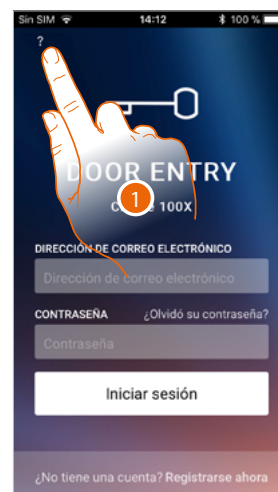 Sin SIM 14:12 100 %
?
DOOR ENTRY
C 100X
1
DIRECCIÓN DE CORREO ELECTRÓNICO
Dirección de correo electrónico
CONTRASEÑA ¿Olvidó su contraseña?
Contraseña
Iniciar sesión
¿No tiene una cuenta? Registrarse ahora